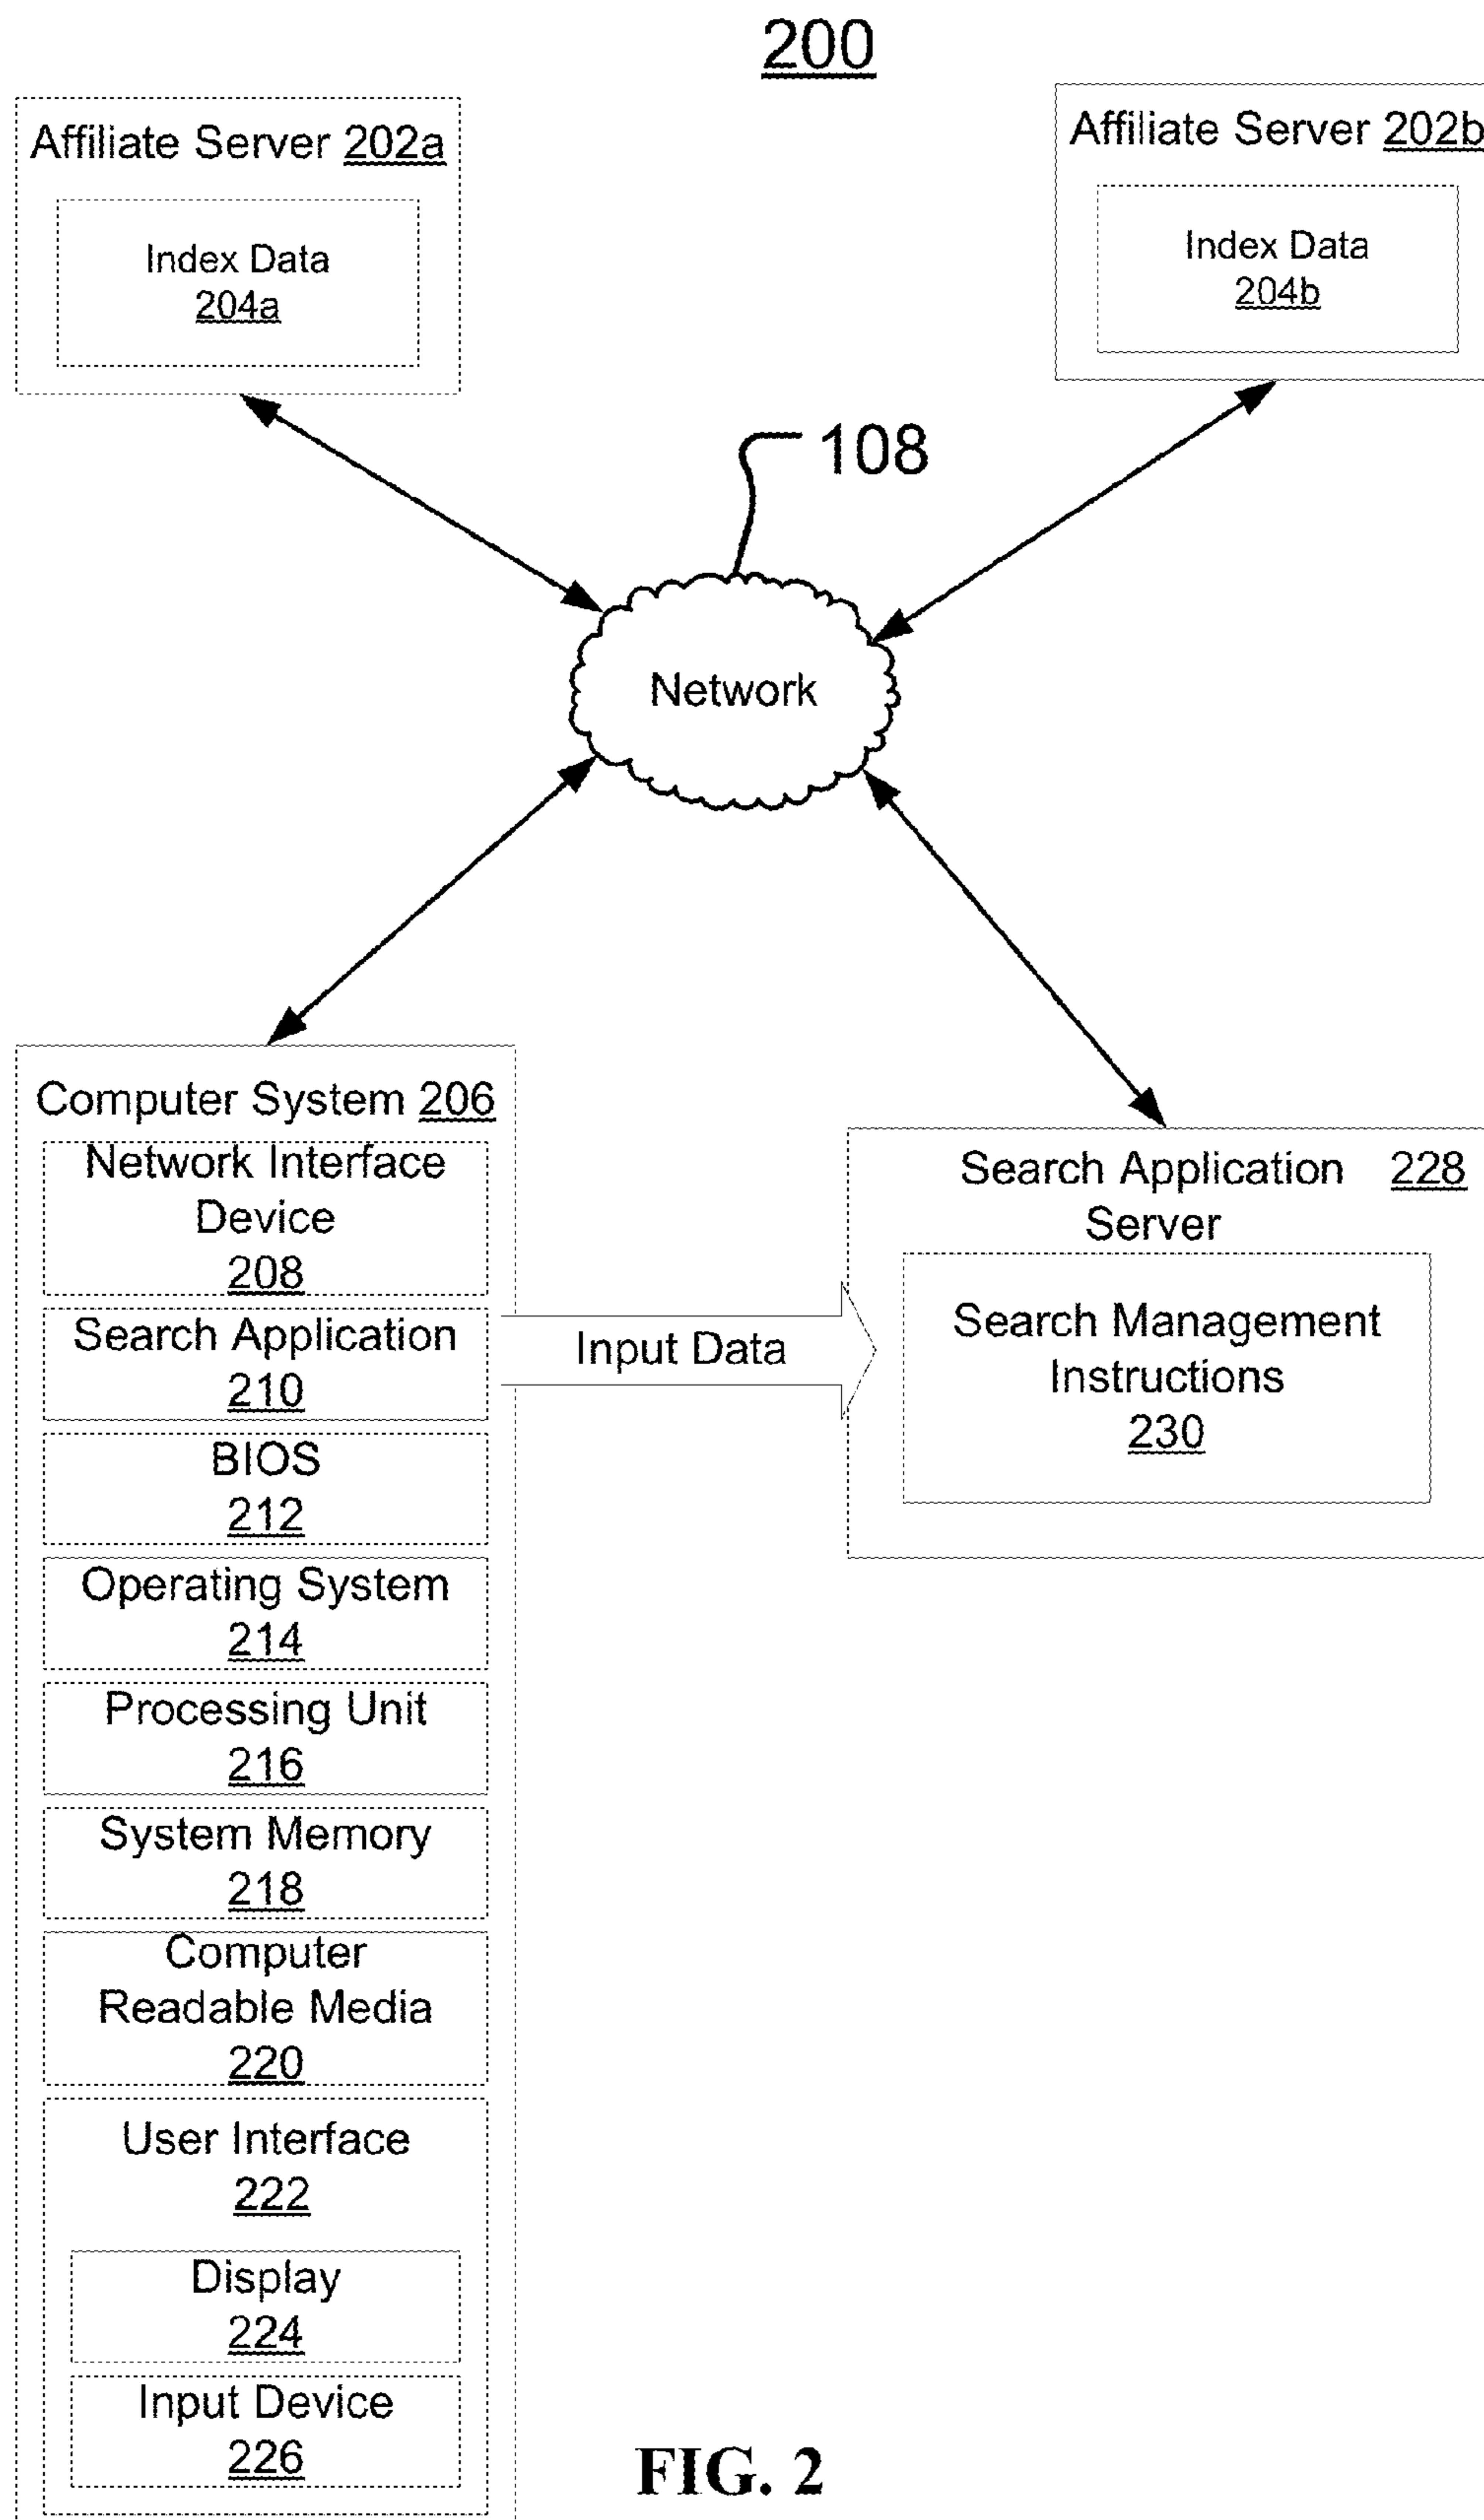 200
Affiliate Server 202a
Index Data
204a
Affiliate Server 202b
Index Data
204b
108
Network
Computer System 206
Network Interface
Device
208
Search Application
210
BIOS
212
Operating System
214
Processing Unit
216
System Memory
218
Computer
Readable Media
220
User Interface
222
Display
224
Input Device
226
Input Data
Search Application 228
Server
Search Management
Instructions
230
FIG. 2